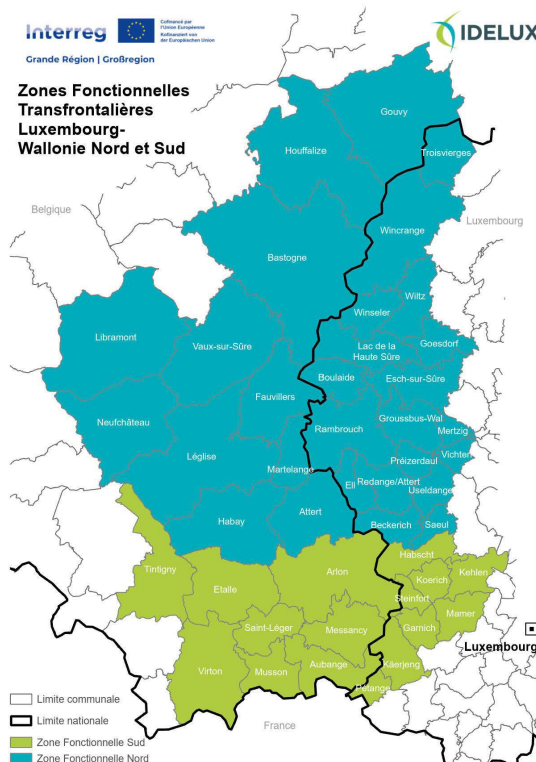 Interreg
Cofinancé par
l'Union Européenne
Kofinanziert von
der Europäischen Union
Grande Région | Großregion
IDELUX
Zones Fonctionnelles
Transfrontalières
Luxembourg-
Wallonie Nord et Sud
Gouvy
Houffalize
Troisvierges
Belgique
Luxembourg
Wincrange
Bastogne
Wiltz
Winseler
Libramont
Vaux-sur-Sûre
Lac de la
Haute Sûre
Goesdorf
Boulaide
Esch-sur-Sûre
Fauvillers
Neufchâteau
Rambrouch
Groussbus-Wal
Mertzig
Léglise
Vichten
Préizerdaul
Martelange
Ell
Redange/Attert
Useldange
Habay
Attert
Beckerich
Saeul
Habscht
Tintigny
Etalle
Arlon
Kehlen
Koerich
Steinfort
Mamer
Saint-Léger
Messancy
Garnich
Luxembourg
Virton
Musson
Aubange
Käerjeng
Pétange
Limite communale
Limite nationale
France
Zone Fonctionnelle Sud
Zone Fonctionnelle Nord